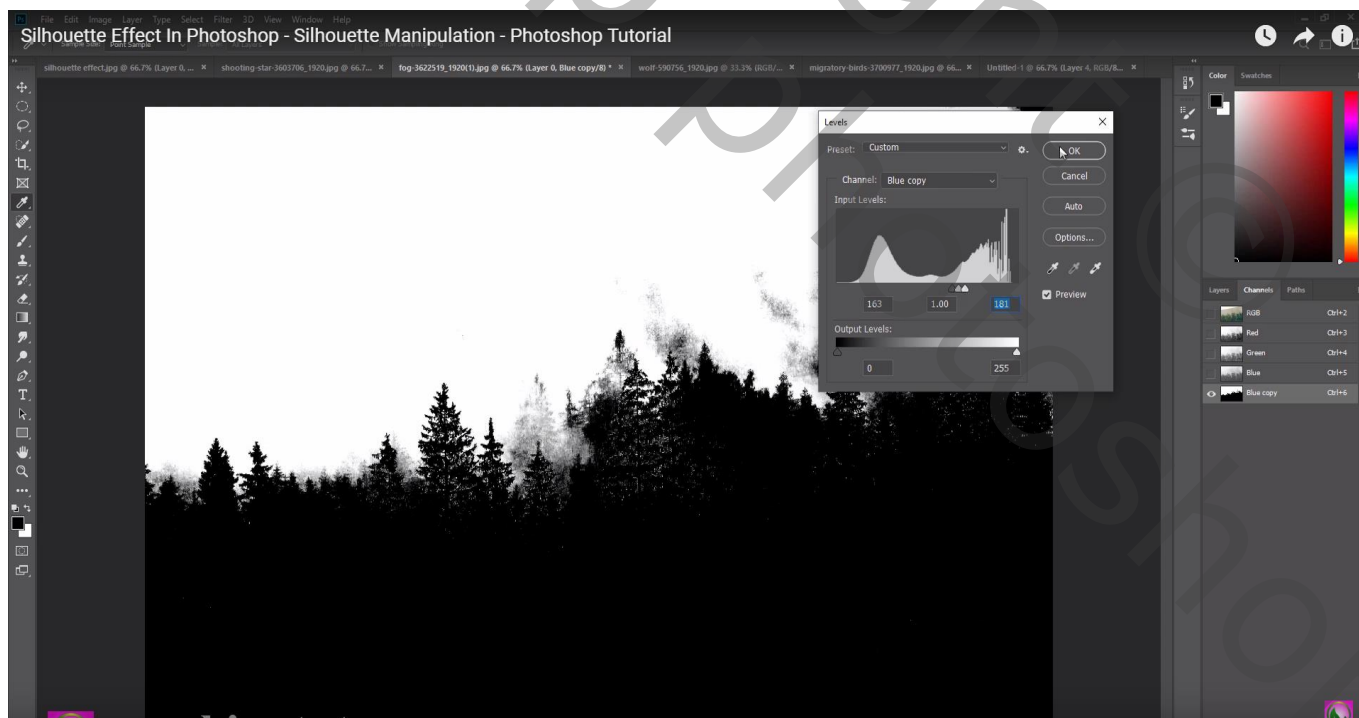 File Edit Image Layer Type Select Filter 3D View Window Help
Silhouette Effect In Photoshop - Silhouette Manipulation - Photoshop Tutorial
Sample Size: Point Sample
silhouette effect.jpg @ 66.7% (Layer 0, ... × shooting-star-3603706_1920.jpg @ 66.7... × fog-3622519_1920(1).jpg @ 66.7% (Layer 0, Blue copy/8) * × wolf-590756_1920.jpg @ 33.3% (RGB/... × migratory-birds-3700977_1920.jpg @ 66... × Untitled-1 @ 66.7% (Layer 4, RGB/8... ×
Color Swatches
Levels
Preset: Custom
OK
Channel: Blue copy
Cancel
Input Levels:
Auto
Options...
Preview
163 1.00 181
Output Levels:
0 255
Layers Channels Paths
RGB Ctrl+2
Red Ctrl+3
Green Ctrl+4
Blue Ctrl+5
Blue copy Ctrl+6